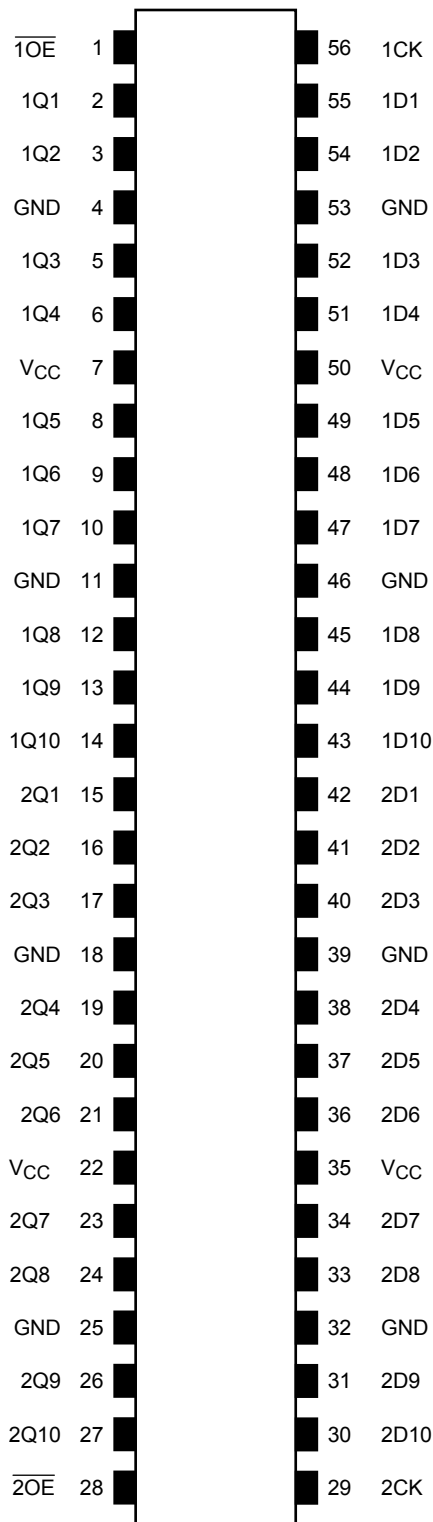 1OE 1 56 1CK
1Q1 2 55 1D1
1Q2 3 54 1D2
GND 4 53 GND
1Q3 5 52 1D3
1Q4 6 51 1D4
VCC 7 50 VCC
1Q5 8 49 1D5
1Q6 9 48 1D6
1Q7 10 47 1D7
GND 11 46 GND
1Q8 12 45 1D8
1Q9 13 44 1D9
1Q10 14 43 1D10
2Q1 15 42 2D1
2Q2 16 41 2D2
2Q3 17 40 2D3
GND 18 39 GND
2Q4 19 38 2D4
2Q5 20 37 2D5
2Q6 21 36 2D6
VCC 22 35 VCC
2Q7 23 34 2D7
2Q8 24 33 2D8
GND 25 32 GND
2Q9 26 31 2D9
2Q10 27 30 2D10
2OE 28 29 2CK